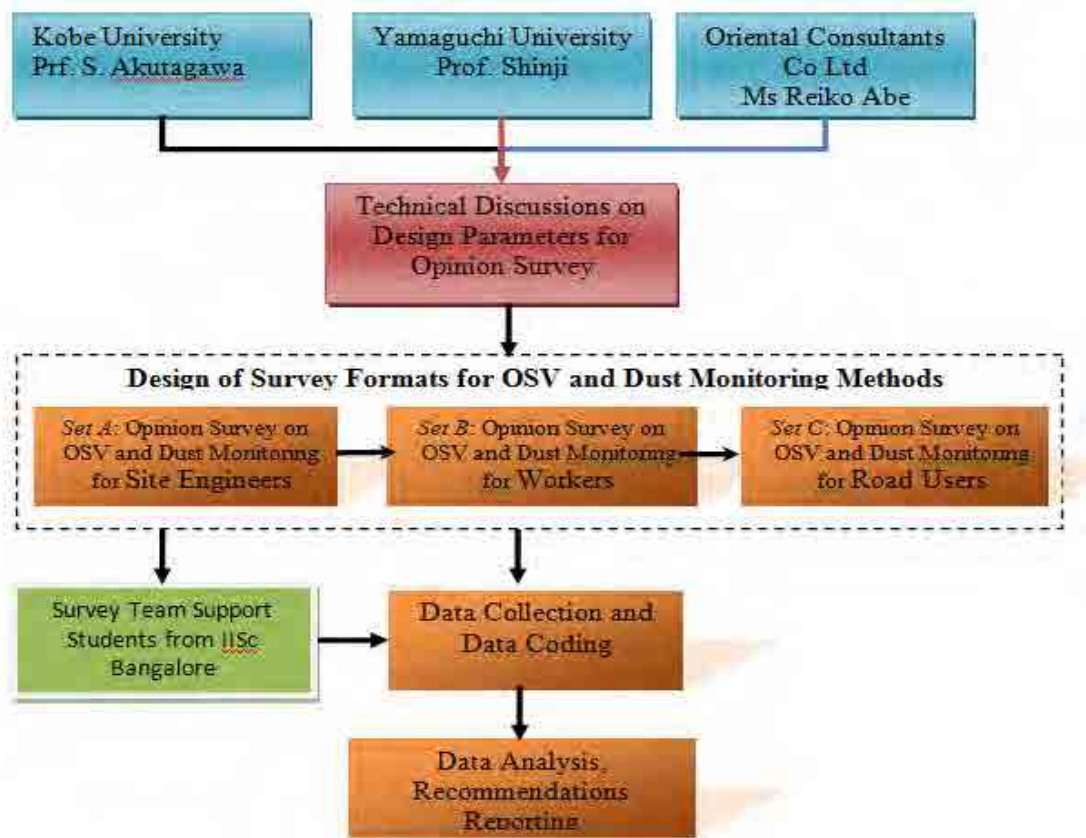 Kobe University
Prf. S. Akutagawa
Yamaguchi University
Prof. Shinji
Oriental Consultants
Co Ltd
Ms Reiko Abe
Technical Discussions on
Design Parameters for
Opinion Survey
Design of Survey Formats for OSV and Dust Monitoring Methods
Set A: Opinion Survey on
OSV and Dust Monitoring
for Site Engineers
Set B: Opinion Survey on
OSV and Dust Monitoring
for Workers
Set C: Opinion Survey on
OSV and Dust Monitoring
for Road Users
Survey Team Support
Students from IISc
Bangalore
Data Collection and
Data Coding
Data Analysis,
Recommendations
Reporting